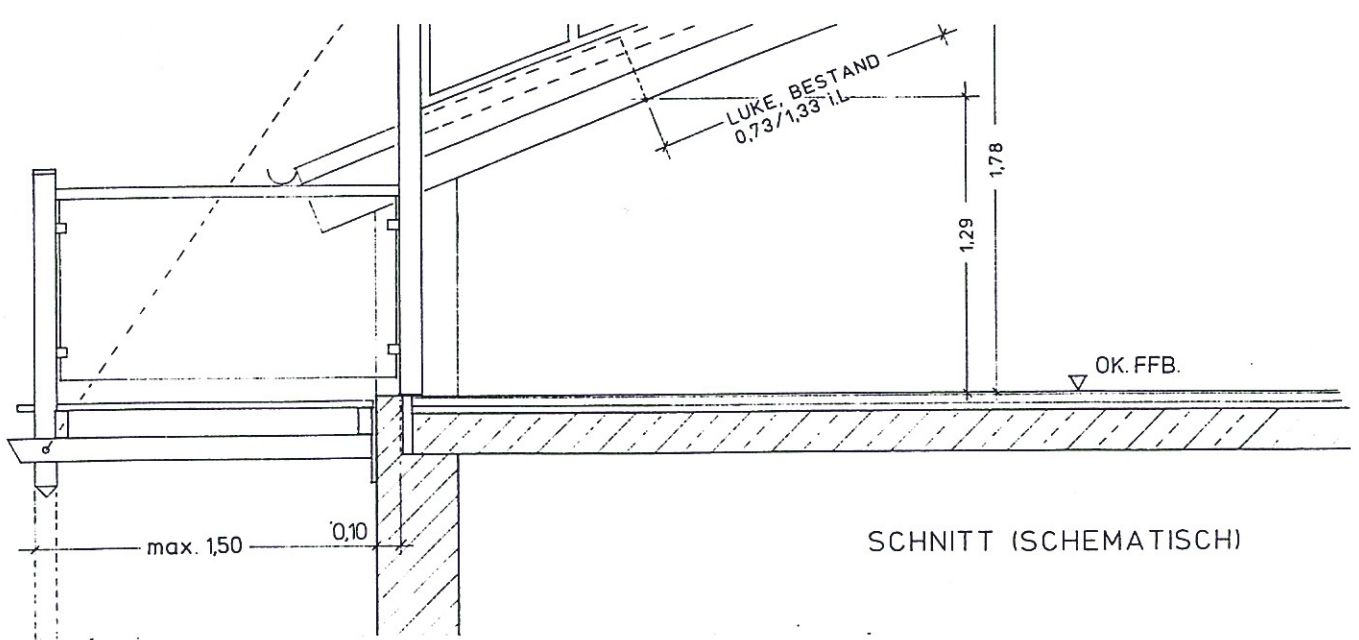 LUKE, BESTAND
0,73/1,33 i.L
1,78
1,29
OK. FFB.
max. 1,50
0,10
SCHNITT (SCHEMATISCH)